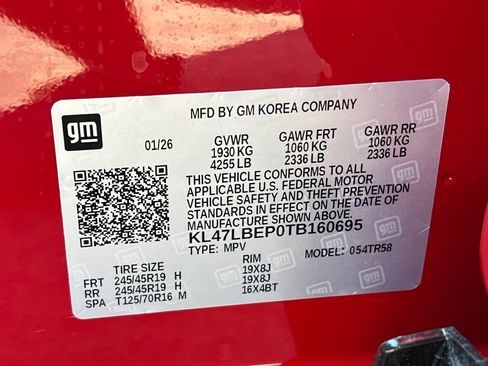 MFD BY GM KOREA COMPANY
gm
01/26
GVWR GAWR FRT GAWR RR
1930 KG 1060 KG 1060 KG
4255 LB 2336 LB 2336 LB
THIS VEHICLE CONFORMS TO ALL
APPLICABLE U.S. FEDERAL MOTOR
VEHICLE SAFETY AND THEFT PREVENTION
STANDARDS IN EFFECT ON THE DATE OF
MANUFACTURE SHOWN ABOVE.
KL47LBEP0TB160695
TYPE: MPV MODEL: 054TR58
TIRE SIZE RIM
FRT 245/45R19 H 19X8J
RR 245/45R19 H 19X8J
SPA T125/70R16 M 16X4BT